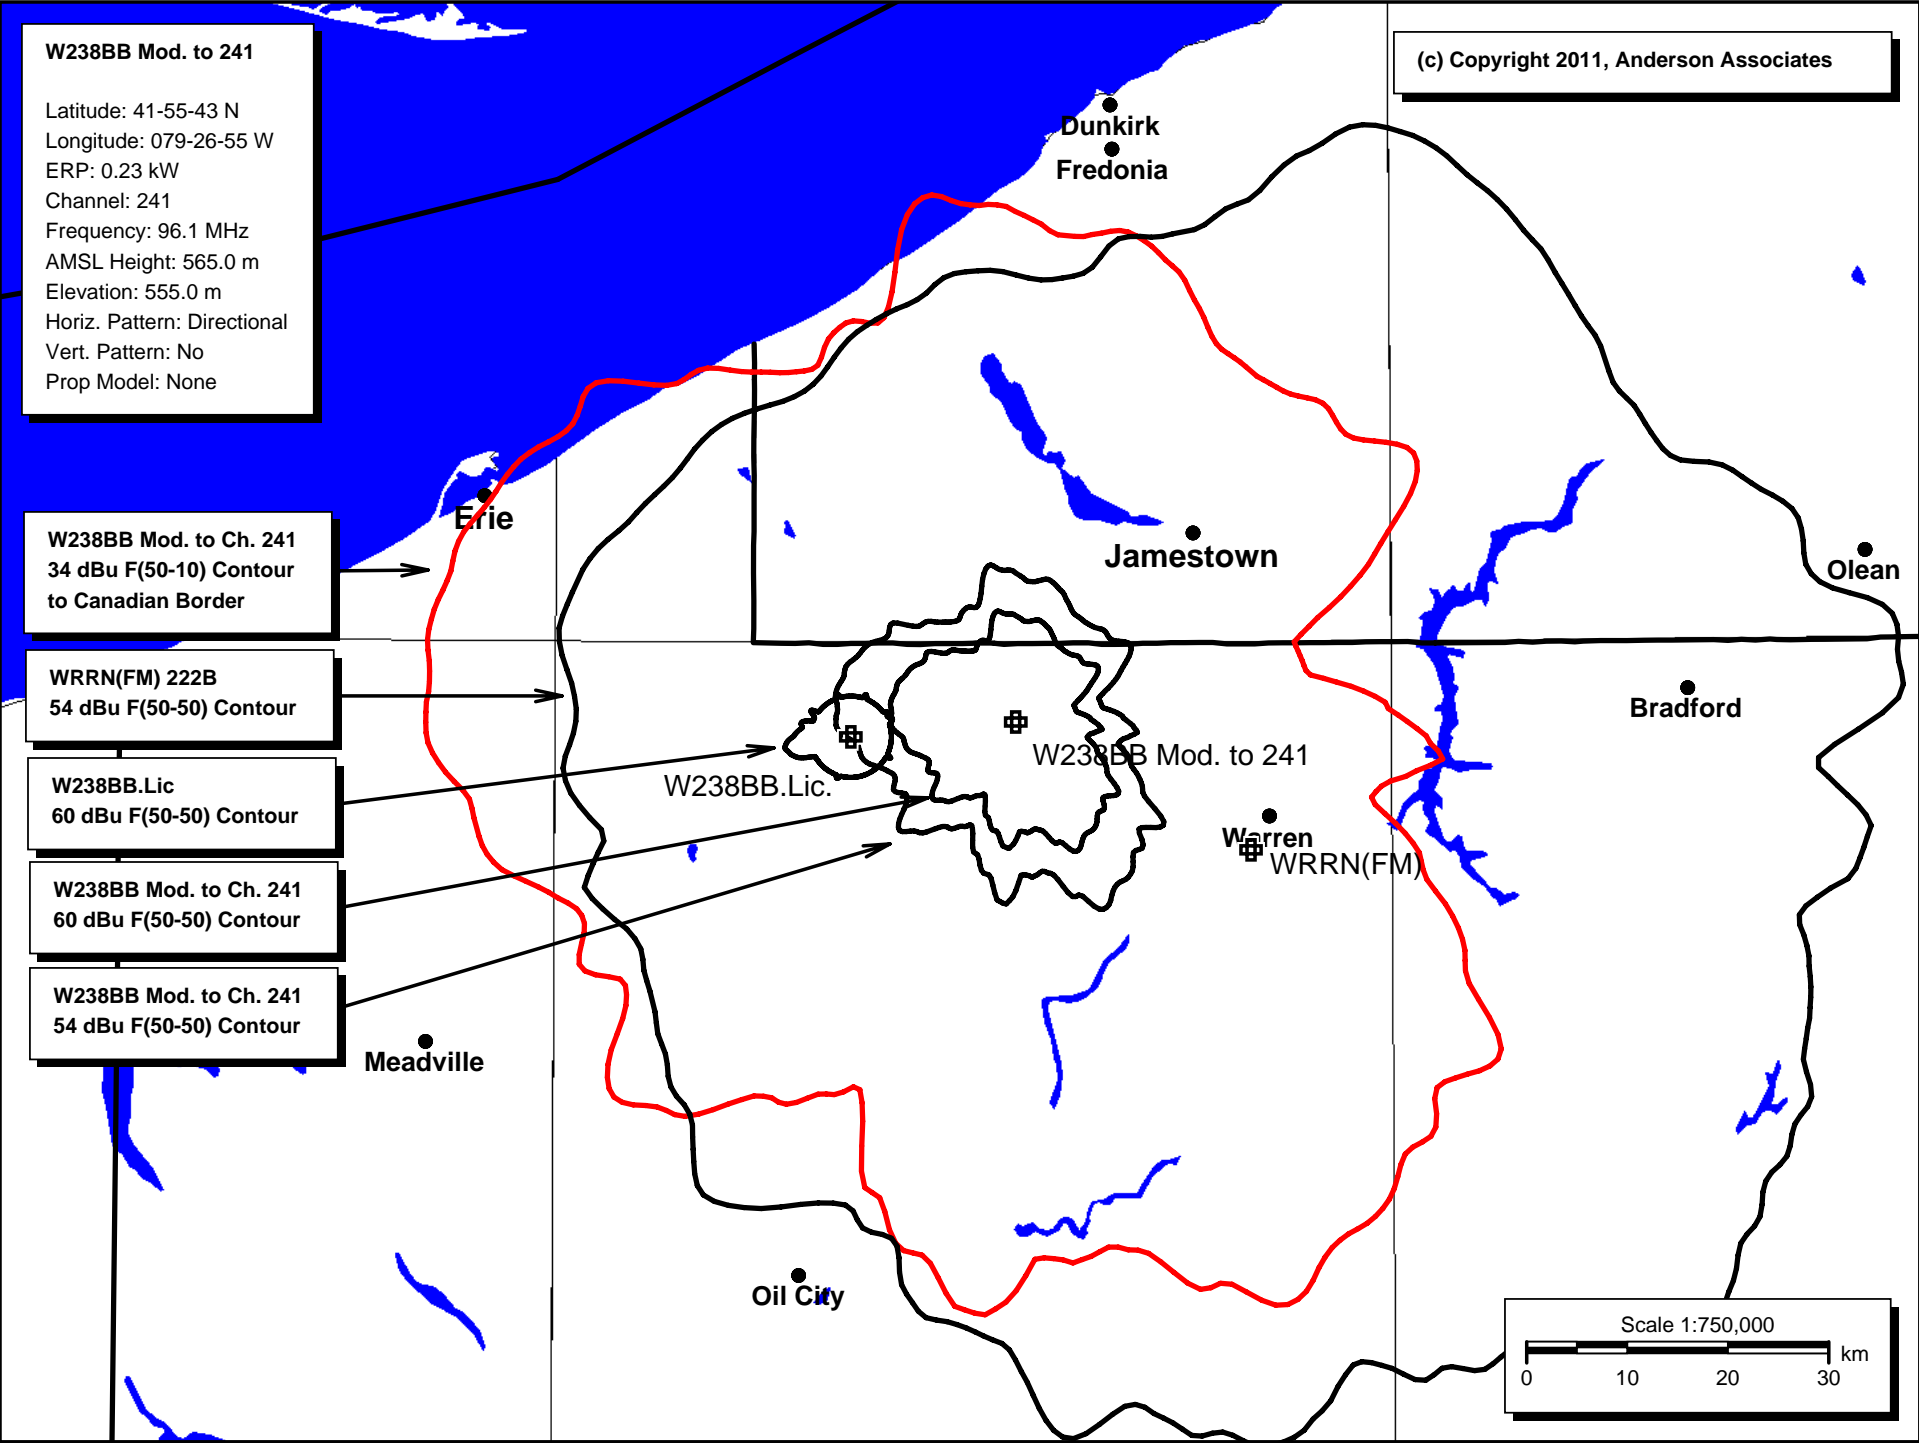 W238BB Mod. to 241
Latitude: 41-55-43 N
Longitude: 079-26-55 W
ERP: 0.23 kW
Channel: 241
Frequency: 96.1 MHz
AMSL Height: 565.0 m
Elevation: 555.0 m
Horiz. Pattern: Directional
Vert. Pattern: No
Prop Model: None
(c) Copyright 2011, Anderson Associates
Dunkirk
Fredonia
Erie
Jamestown
Olean
W238BB Mod. to Ch. 241
34 dBu F(50-10) Contour
to Canadian Border
WRRN(FM) 222B
54 dBu F(50-50) Contour
W238BB.Lic
60 dBu F(50-50) Contour
W238BB Mod. to Ch. 241
60 dBu F(50-50) Contour
W238BB Mod. to Ch. 241
54 dBu F(50-50) Contour
Bradford
W238BB Mod. to 241
W238BB.Lic.
Warren
WRRN(FM)
Meadville
Oil City
Scale 1:750,000
km
0 10 20 30